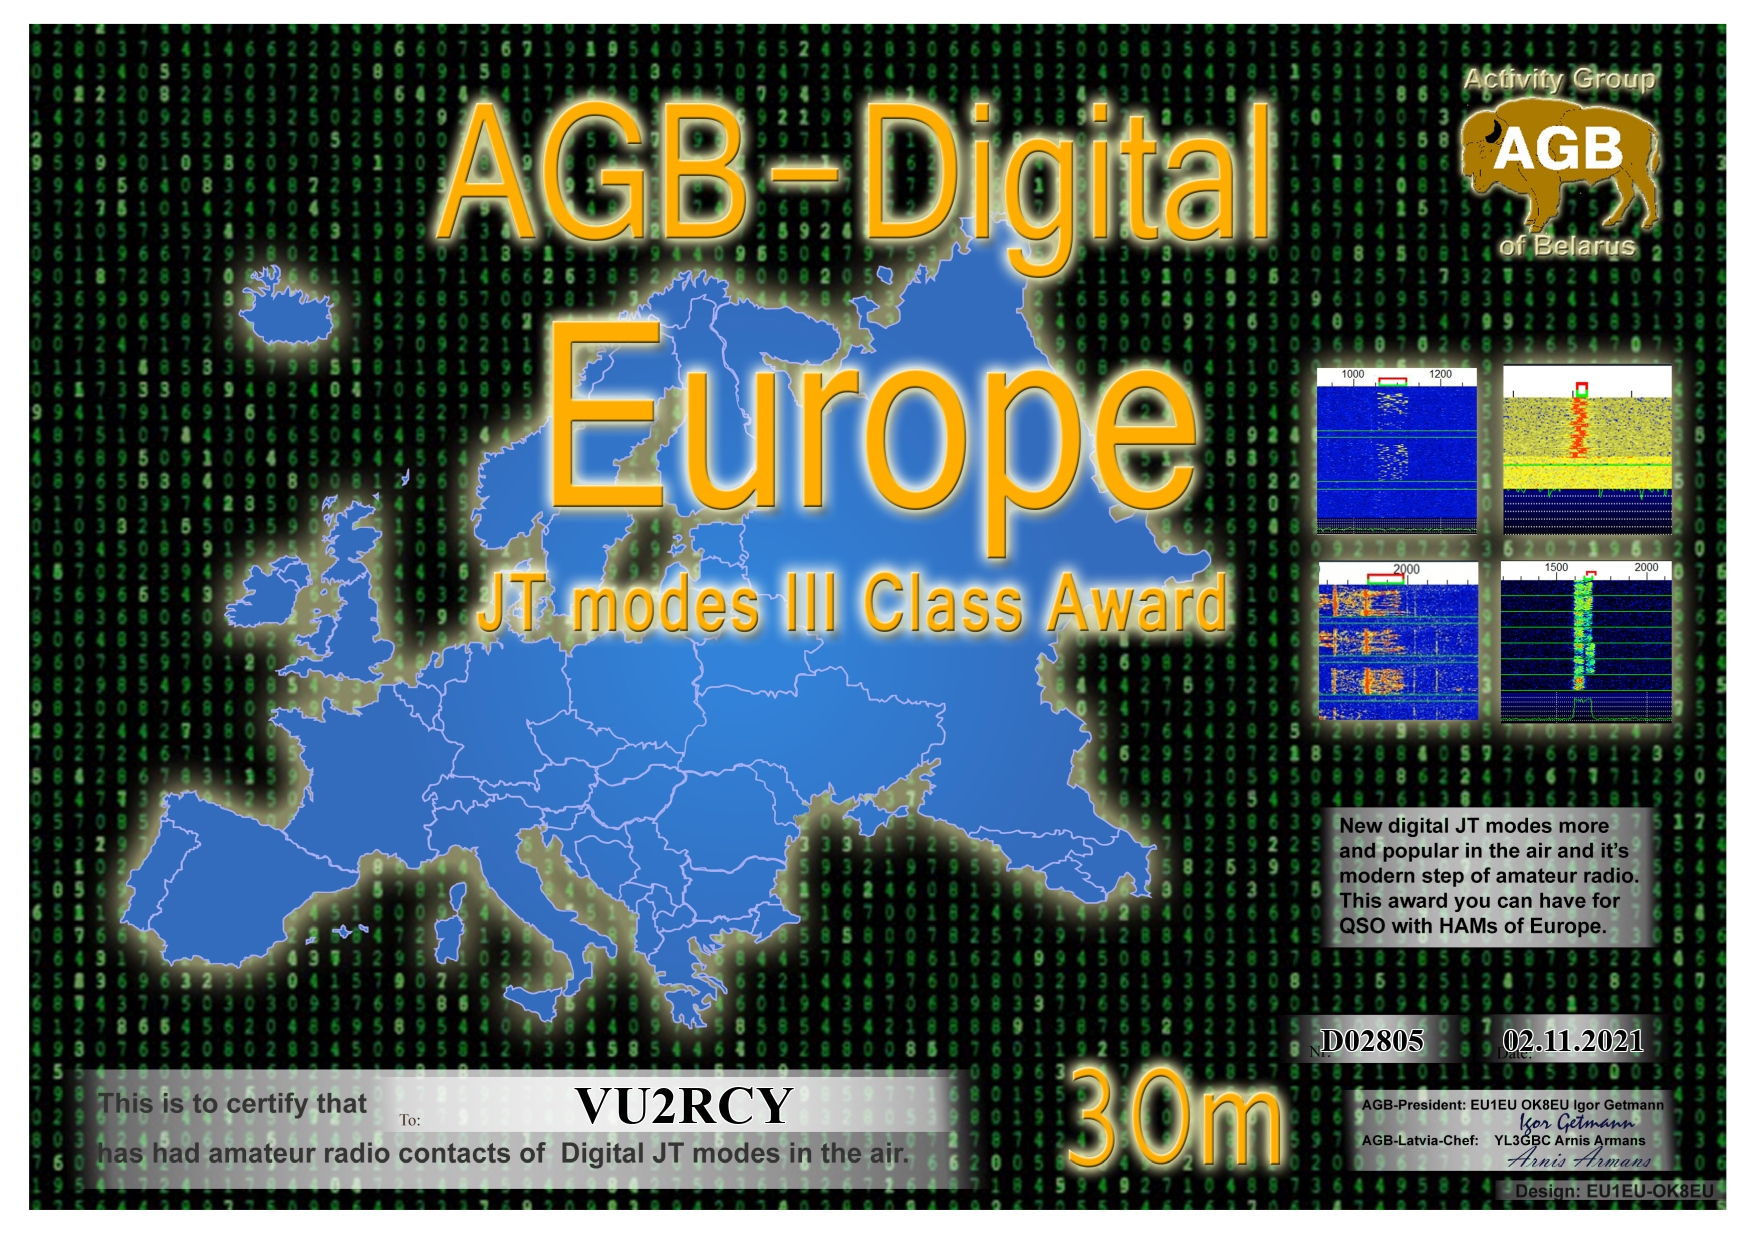 AGB-Digital
Europe
JT modes III Class Award
Activity Group
AGB
of Belarus
1000 1200
2000
1500 2000
New digital JT modes more
and popular in the air and it's
modern step of amateur radio.
This award you can have for
QSO with HAMs of Europe.
Nr: D02805
Date: 02.11.2021
This is to certify that To: VU2RCY
has had amateur radio contacts of Digital JT modes in the air.
30m
AGB-President: EU1EU OK8EU Igor Getmann
Igor Getmann
AGB-Latvia-Chef: YL3GBC Arnis Armans
Arnis Armans
Design: EU1EU-OK8EU